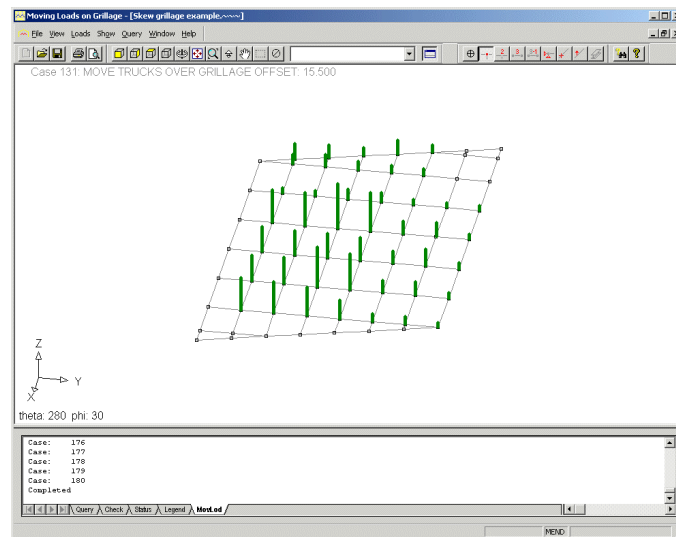 Moving Loads on Grillage - [Skew grillage example.~~~]
File View Loads Show Query Window Help
Case 131: MOVE TRUCKS OVER GRILLAGE OFFSET: 15.500
Z
Y
X
theta: 280 phi: 30
Case: 176
Case: 177
Case: 178
Case: 179
Case: 180
Completed
Query Check Status Legend MovLod
MEND